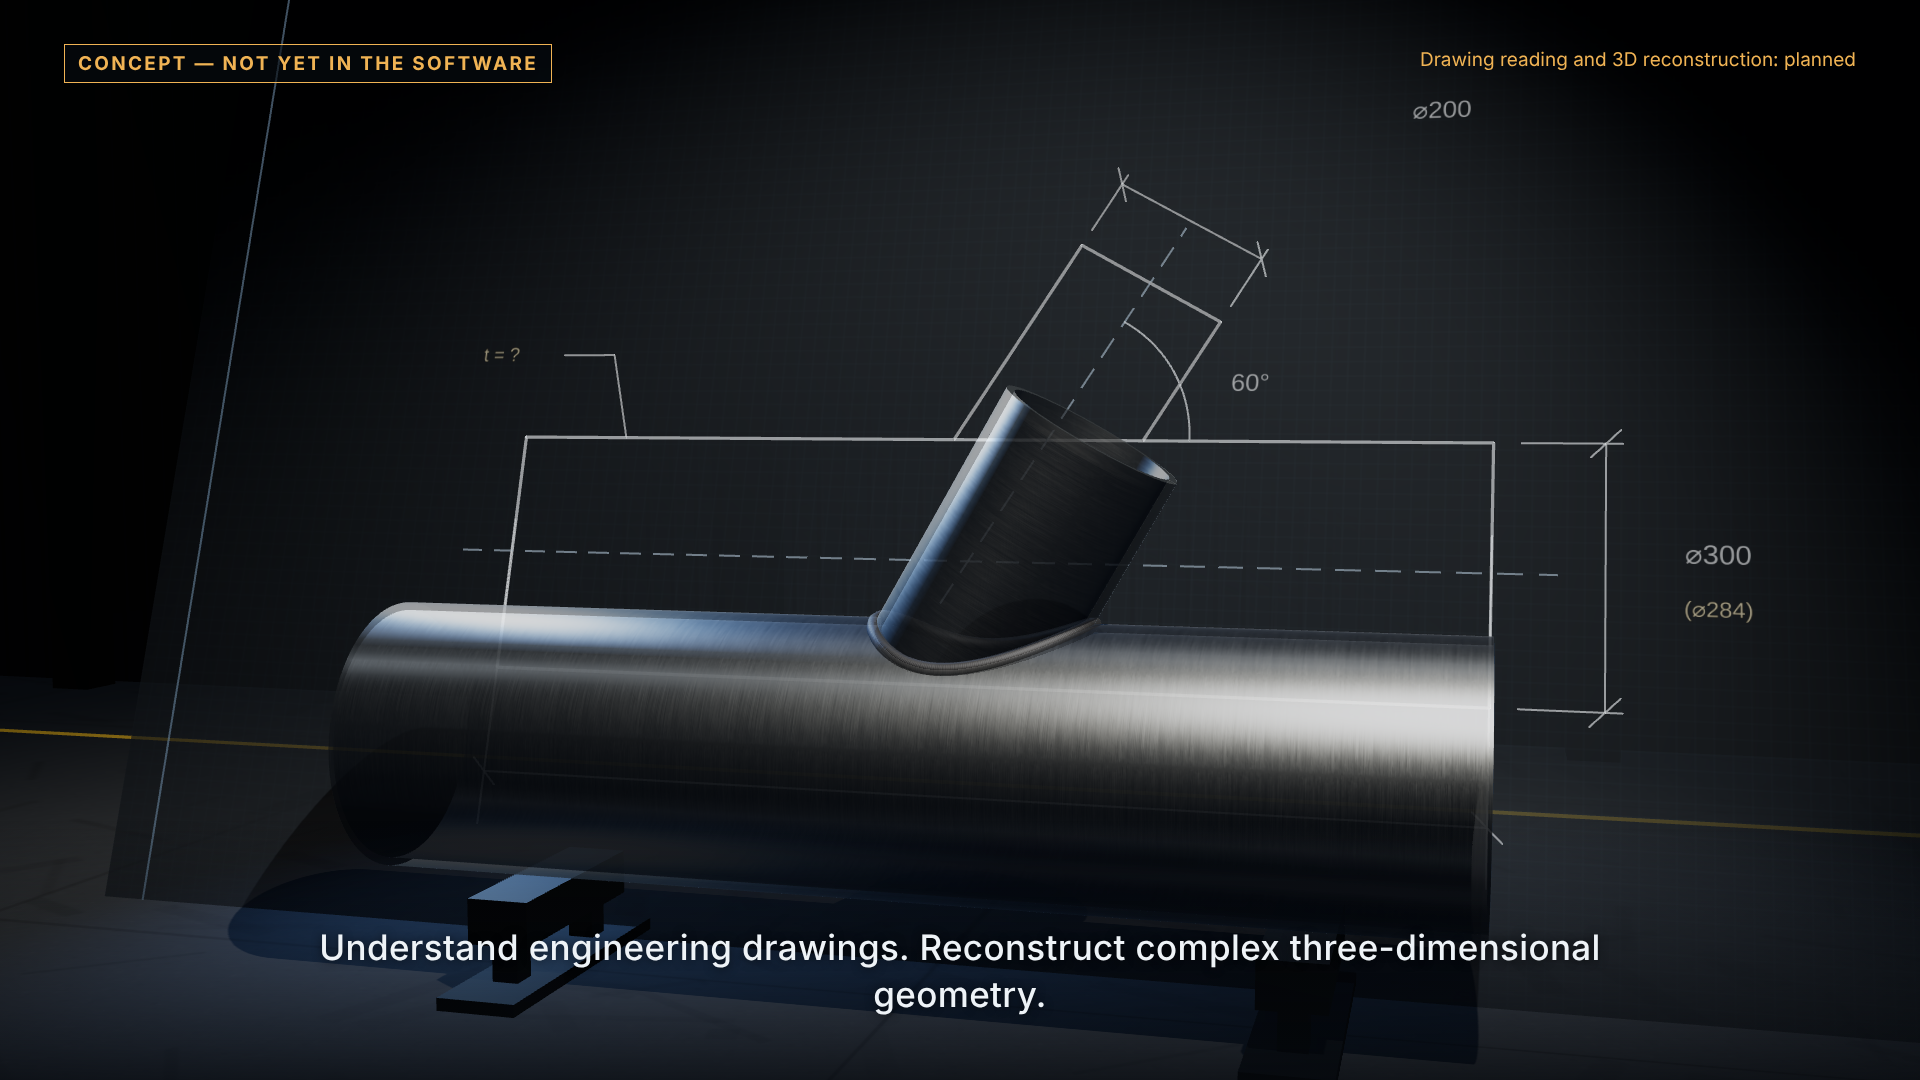 CONCEPT — NOT YET IN THE SOFTWARE
Drawing reading and 3D reconstruction: planned
⌀200
t = ?
60°
⌀300
(⌀284)
Understand engineering drawings. Reconstruct complex three-dimensional
geometry.